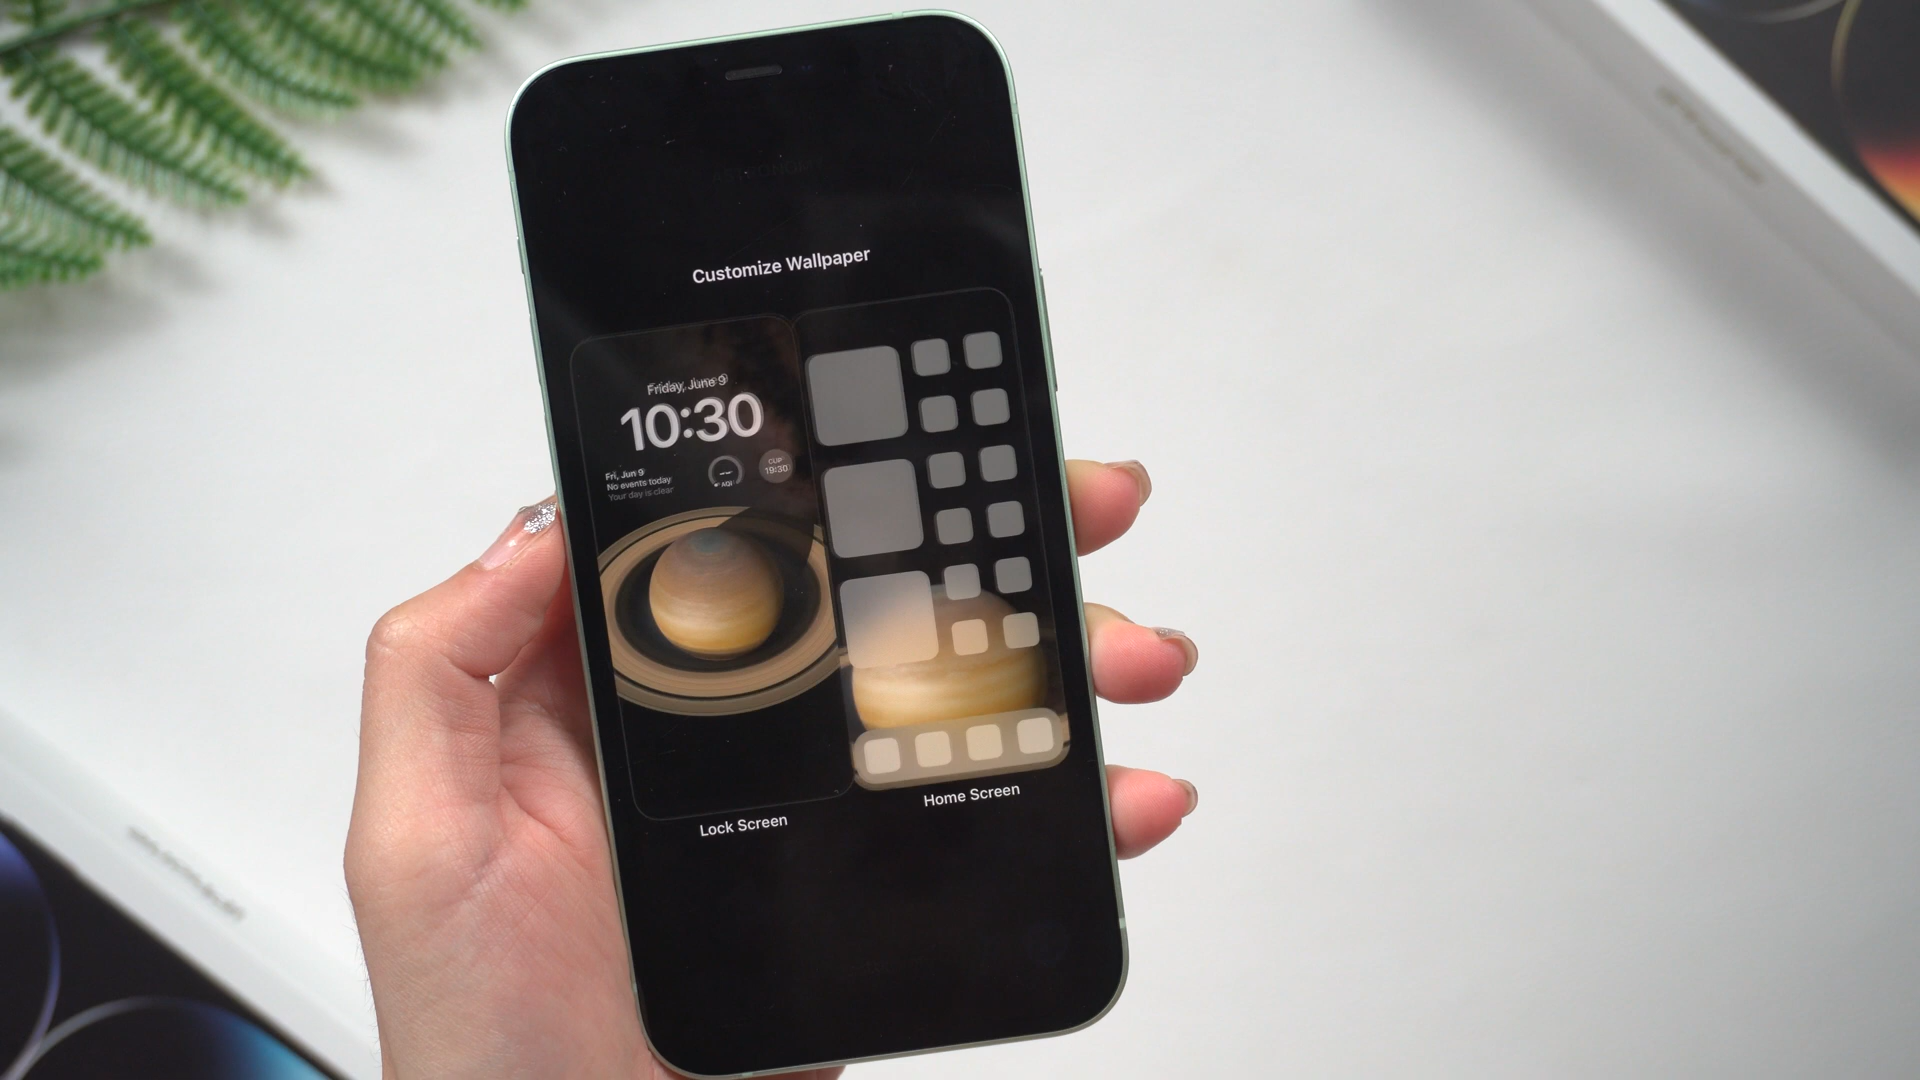 ASTRONOMY
Customize Wallpaper
Friday, June 9
10:30
Fri, Jun 9
No events today
Your day is clear
--
AQI
CUP
19:30
Lock Screen
Home Screen